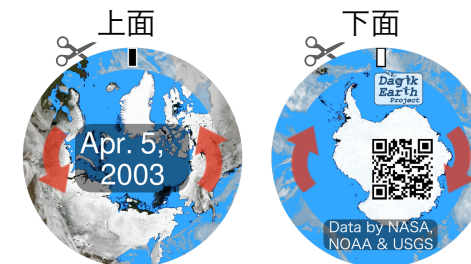 上面
下面
Apr. 5,
2003
Dagik
Earth
Project
Data by NASA,
NOAA & USGS